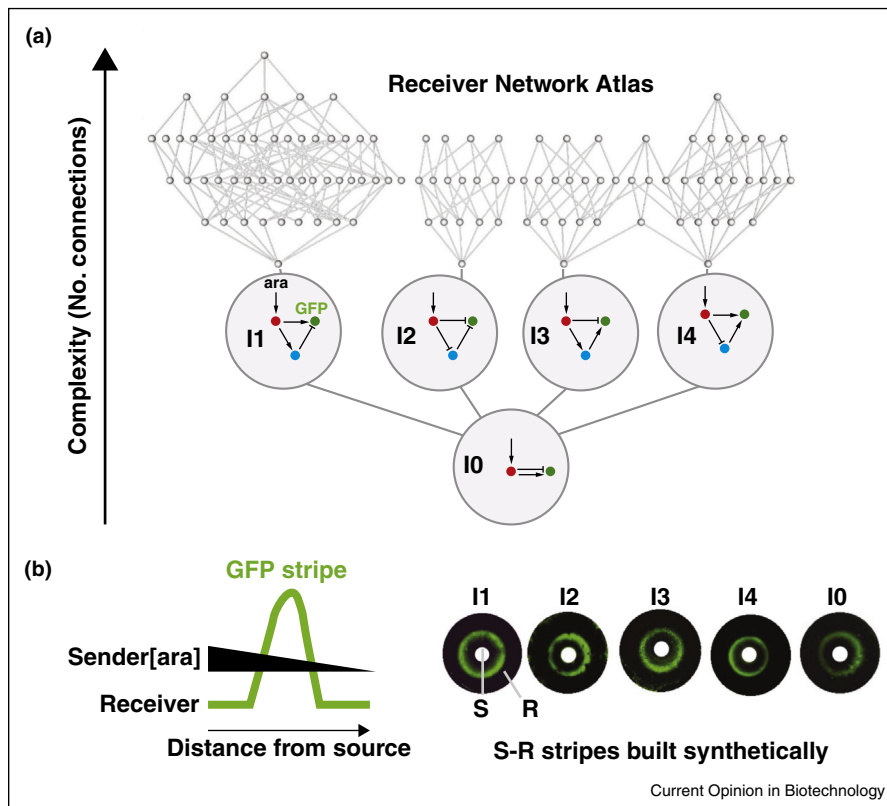 (a)
Receiver Network Atlas
Complexity (No. connections)
ara
GFP
I1
I2
I3
I4
I0
(b)
GFP stripe
Sender[ara]
Receiver
Distance from source
I1
I2
I3
I4
I0
S
R
S-R stripes built synthetically
Current Opinion in Biotechnology